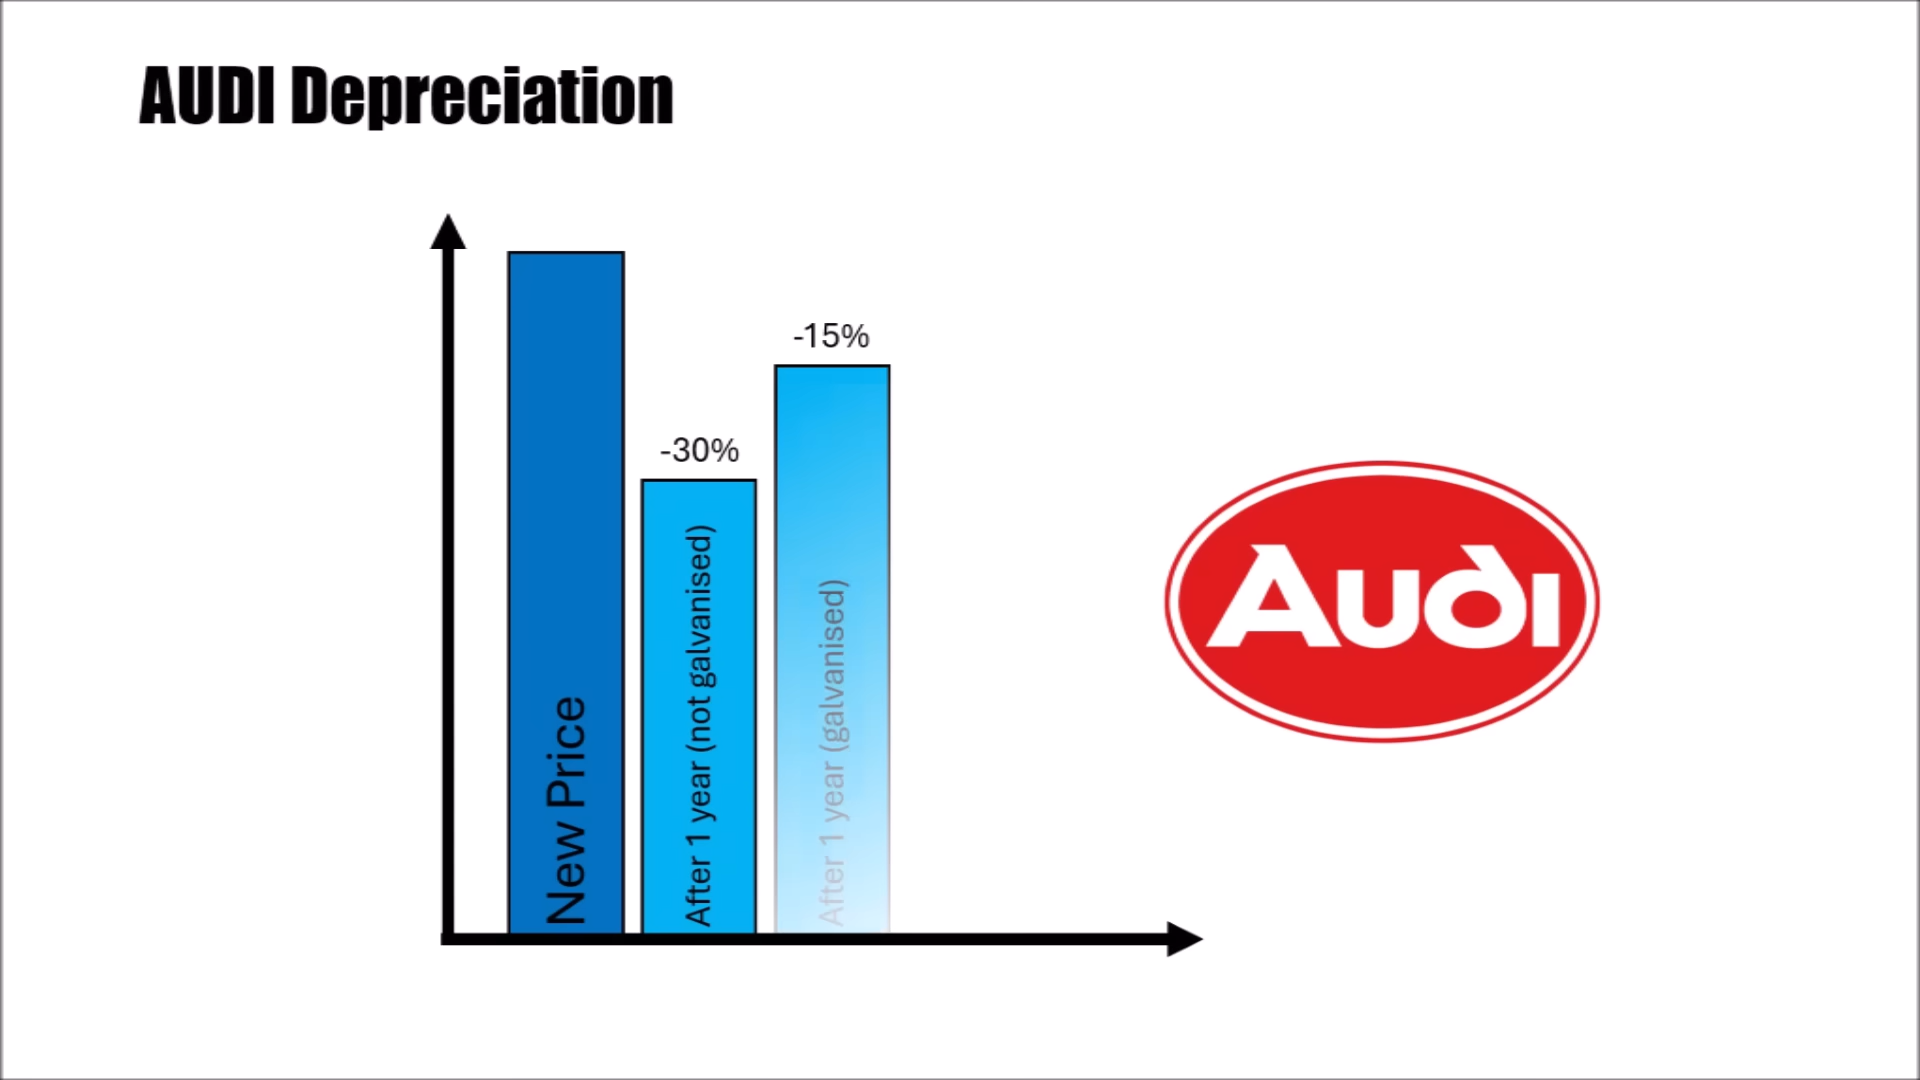 AUDI Depreciation
-15%
-30%
New Price
After 1 year (not galvanised)
After 1 year (galvanised)
Audi